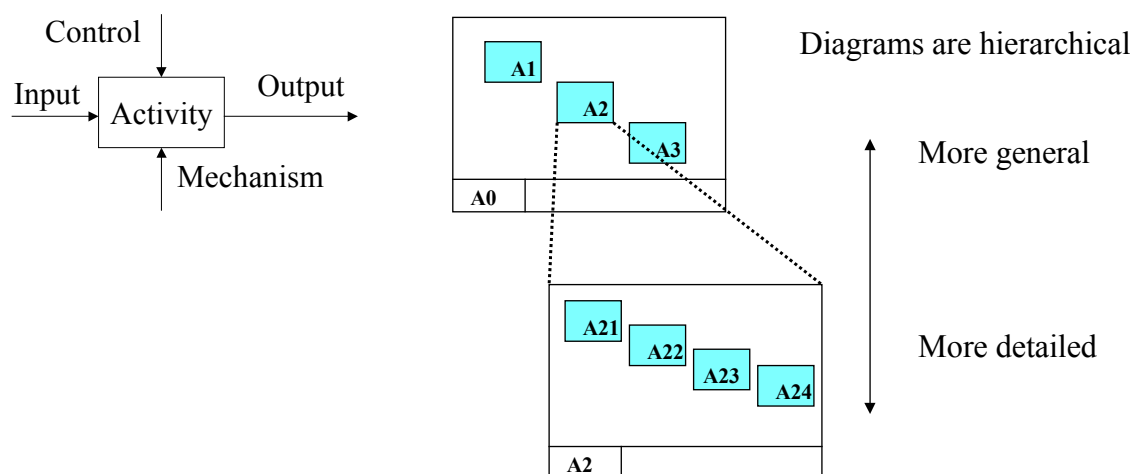 Control
Input
Output
Activity
Mechanism
A1
A2
A3
A0
Diagrams are hierarchical
More general
A21
A22
A23
A24
A2
More detailed